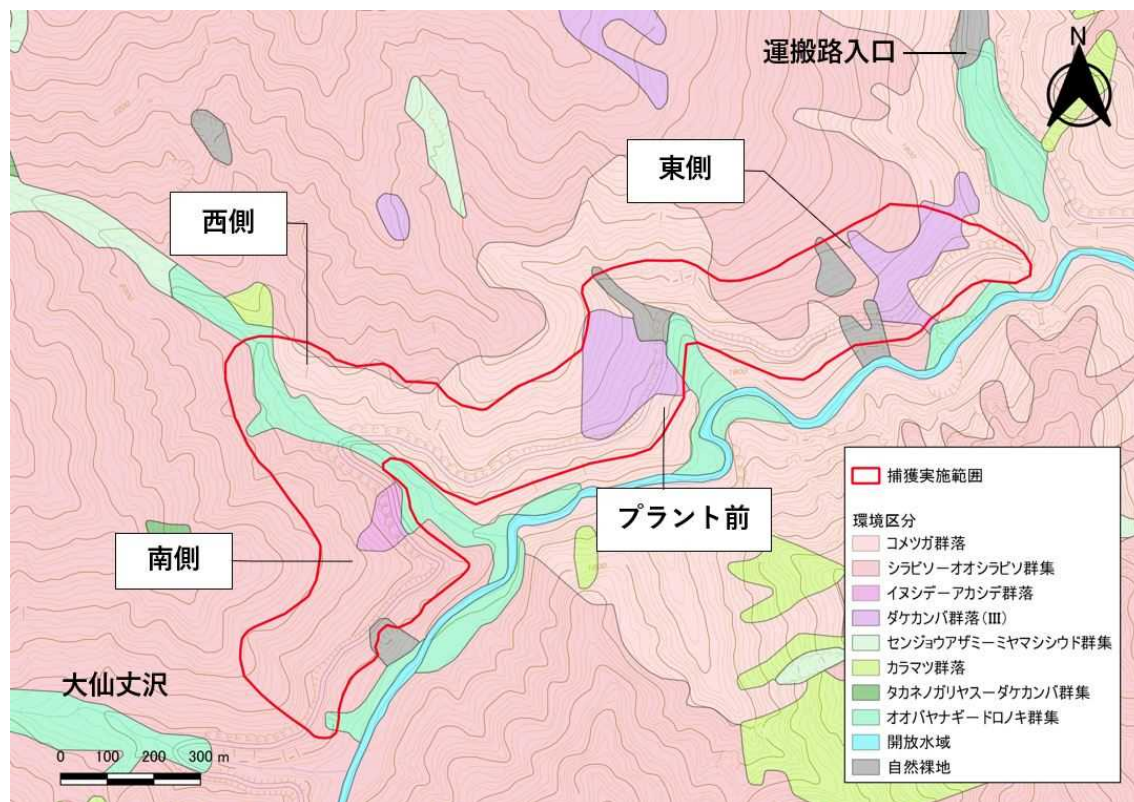 運搬路入口
N
東側
西側
プラント前
南側
大仙丈沢
0 100 200 300 m
捕獲実施範囲
環境区分
コメツガ群落
シラビソーオオシラビソ群集
イヌシデーアカシデ群落
ダケカンバ群落(Ⅲ)
センジョウアザミーミヤマシシウド群集
カラマツ群落
タカネノガリヤスーダケカンバ群集
オオバヤナギードロノキ群集
開放水域
自然裸地